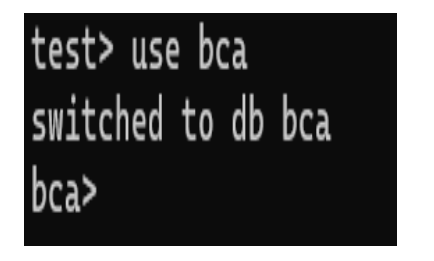 test> use bca
switched to db bca
bca>